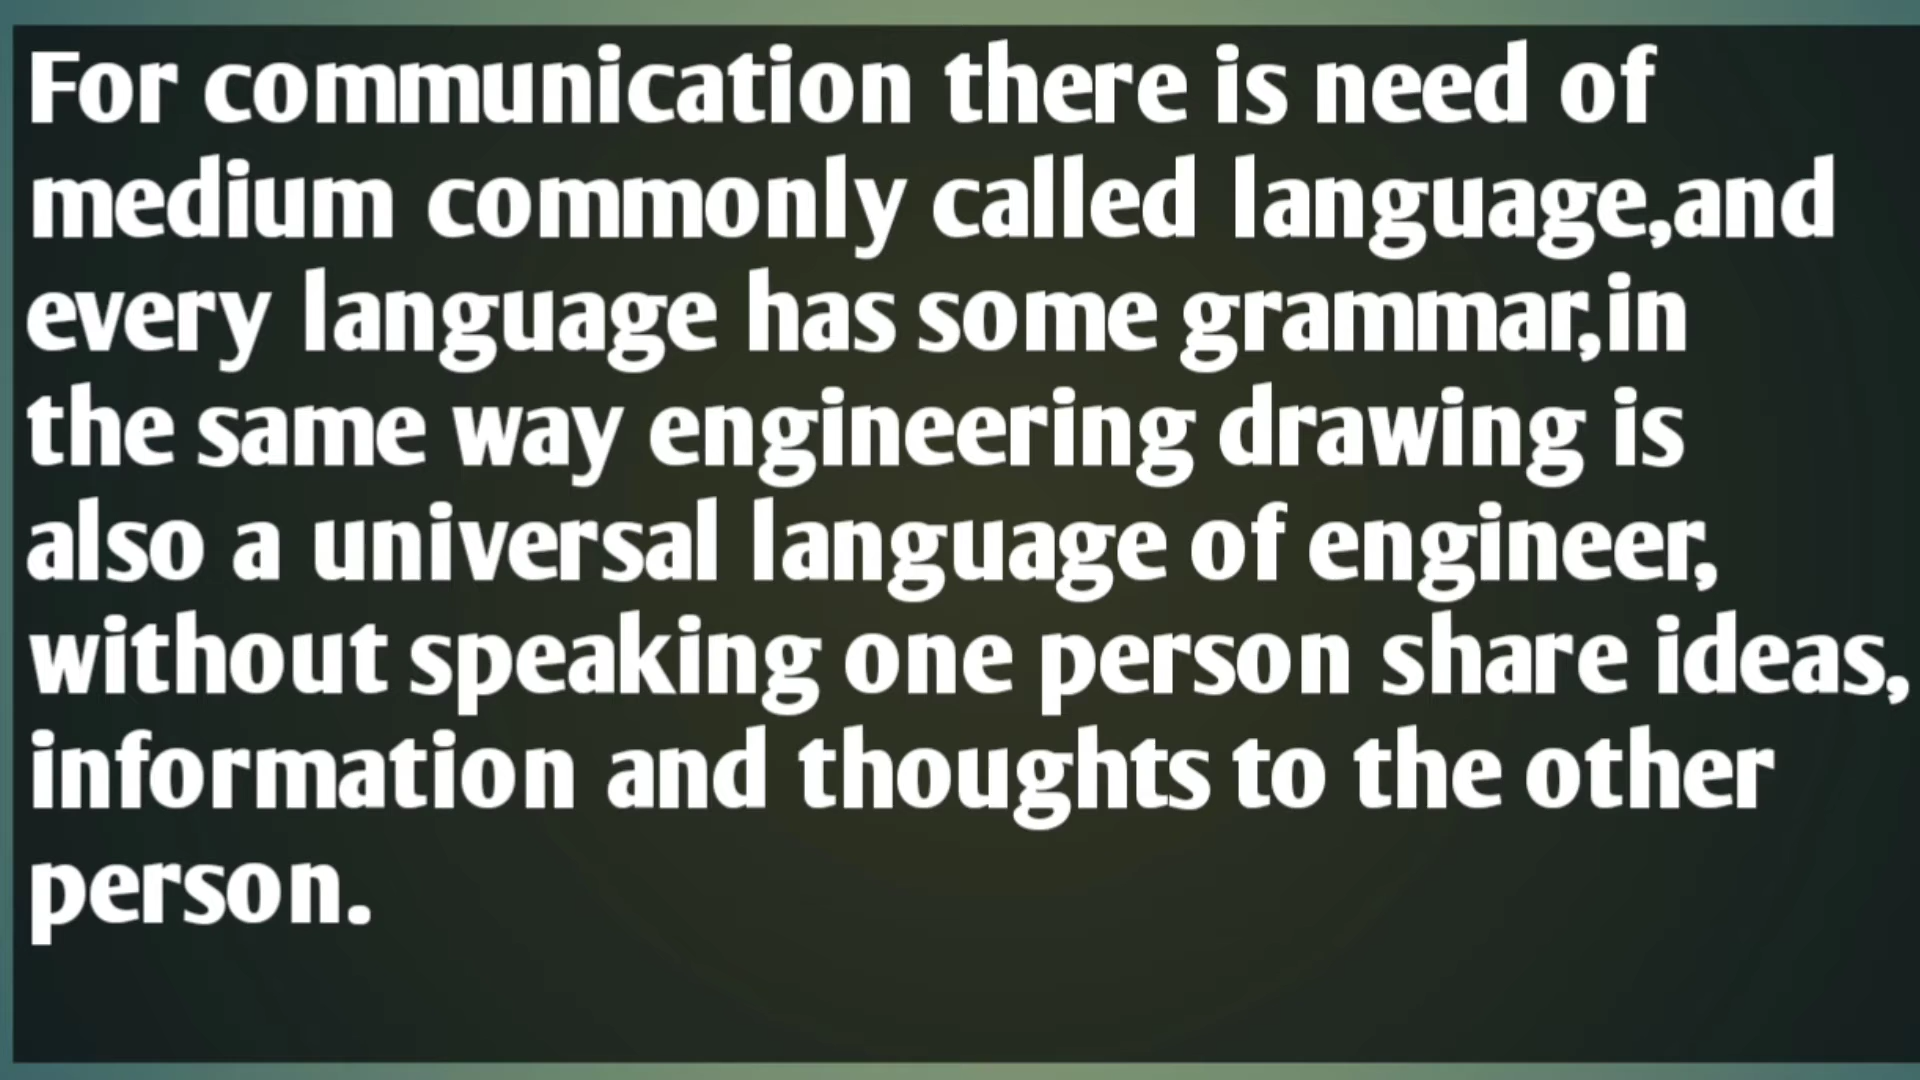 For communication there is need of
medium commonly called language,and
every language has some grammar,in
the same way engineering drawing is
also a universal language of engineer,
without speaking one person share ideas,
information and thoughts to the other
person.